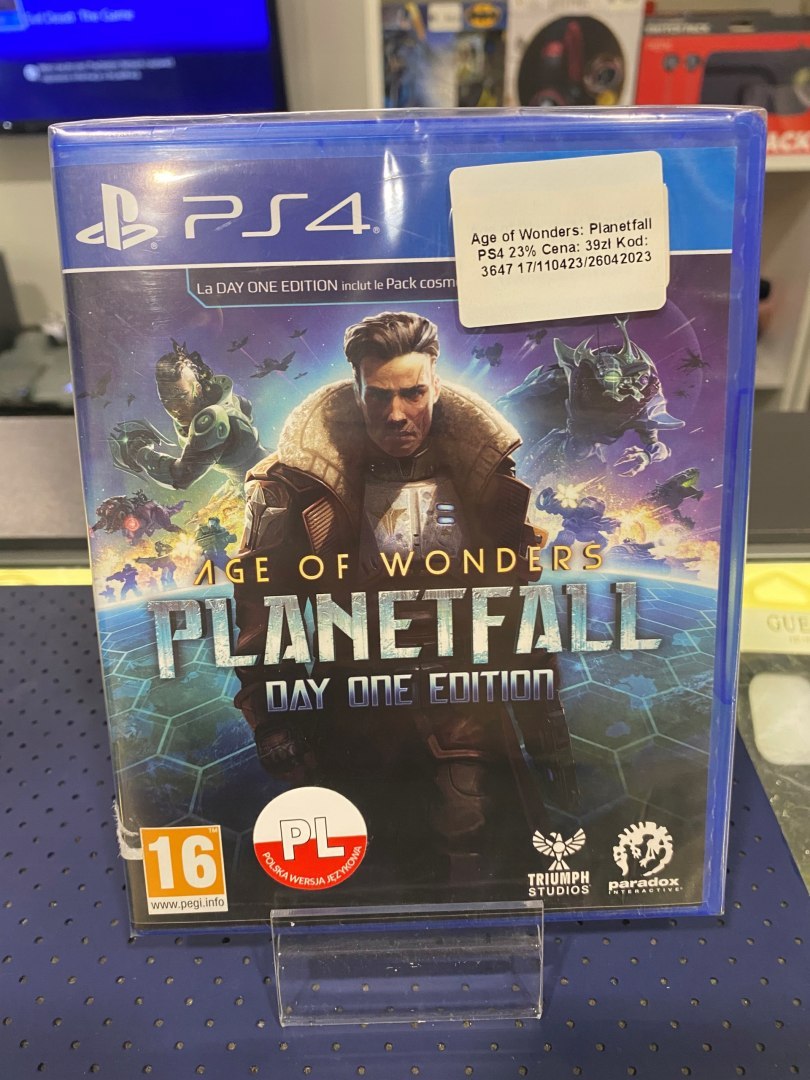 PS4
Age of Wonders: Planetfall
PS4 23% Cena: 39zł Kod:
3647 17/110423/26042023
La DAY ONE EDITION inclut le Pack
AGE OF WONDERS
PLANETFALL
DAY ONE EDITION
16
www.pegi.info
PL
POLSKA WERSJA JĘZYKOWA
TRIUMPH
STUDIOS
paradox
INTERACTIVE